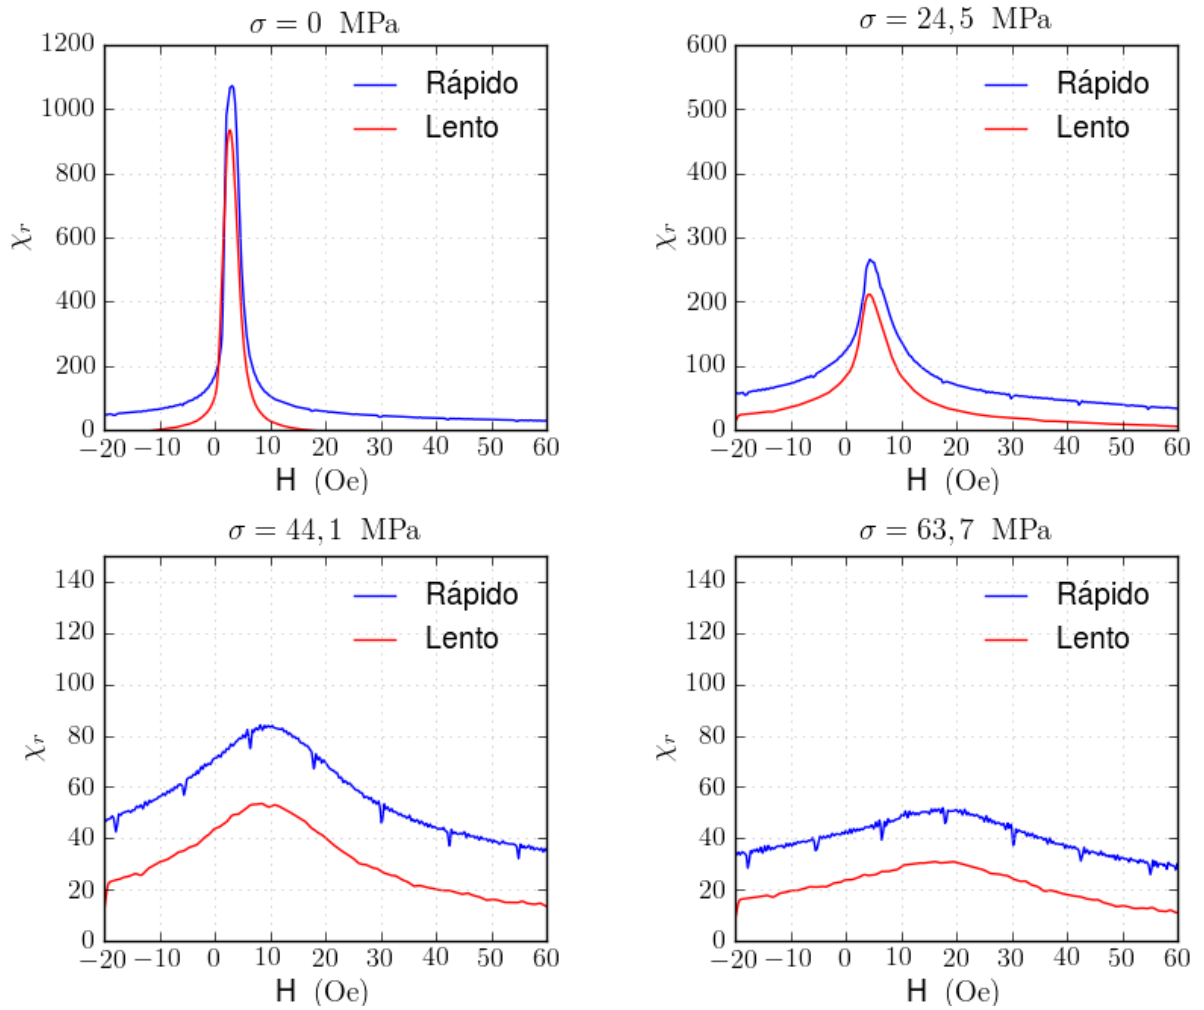 σ = 0 MPa
1200
1000
800
600
400
200
0
χr
Rápido
Lento
−20 −10 0 10 20 30 40 50 60
H (Oe)
σ = 24,5 MPa
600
500
400
300
200
100
0
χr
Rápido
Lento
−20 −10 0 10 20 30 40 50 60
H (Oe)
σ = 44,1 MPa
140
120
100
80
60
40
20
0
χr
Rápido
Lento
−20 −10 0 10 20 30 40 50 60
H (Oe)
σ = 63,7 MPa
140
120
100
80
60
40
20
0
χr
Rápido
Lento
−20 −10 0 10 20 30 40 50 60
H (Oe)